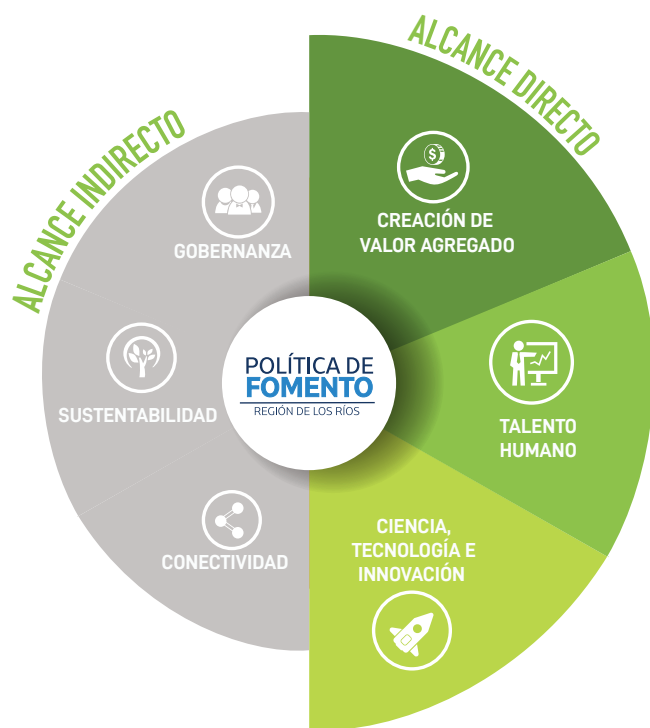 ALCANCE INDIRECTO
ALCANCE DIRECTO
GOBERNANZA
SUSTENTABILIDAD
CONECTIVIDAD
POLÍTICA DE
FOMENTO
REGIÓN DE LOS RÍOS
$
CREACIÓN DE
VALOR AGREGADO
TALENTO
HUMANO
CIENCIA,
TECNOLOGÍA E
INNOVACIÓN